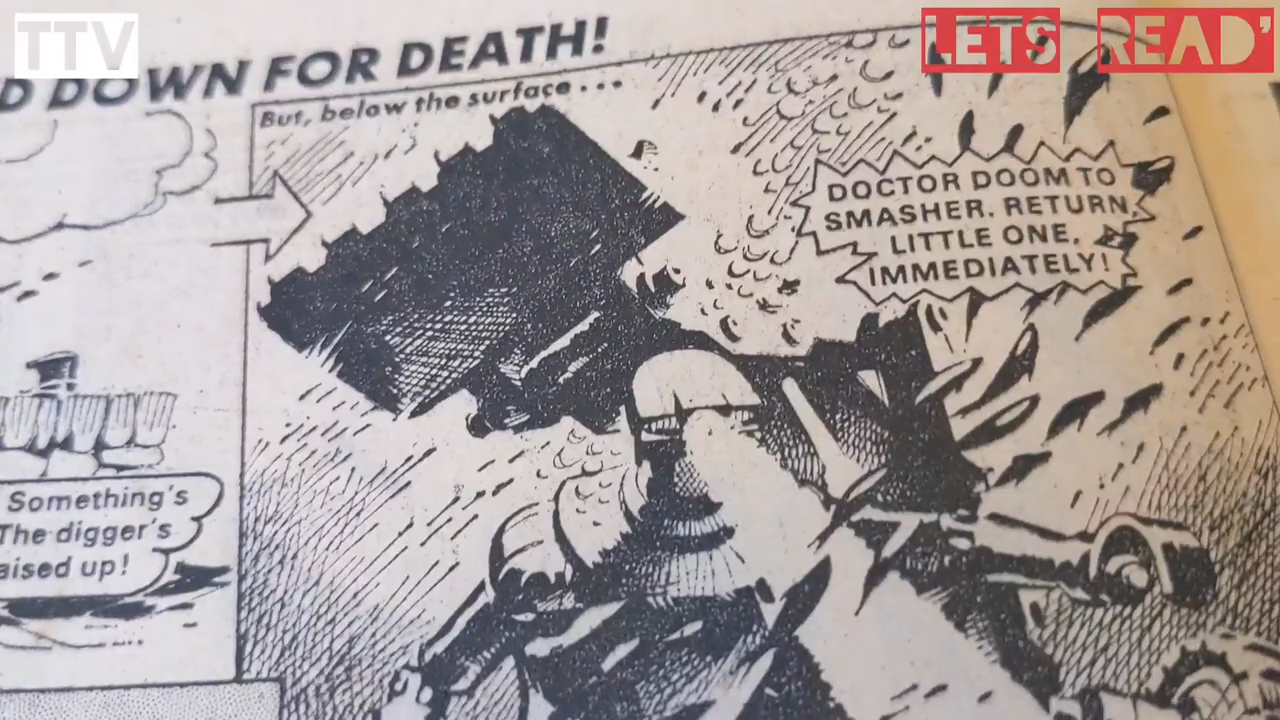 TTV
LETS READ'
DOWN FOR DEATH!
But, below the surface...
DOCTOR DOOM TO
SMASHER. RETURN,
LITTLE ONE,
IMMEDIATELY!
Something's
The digger's
up!